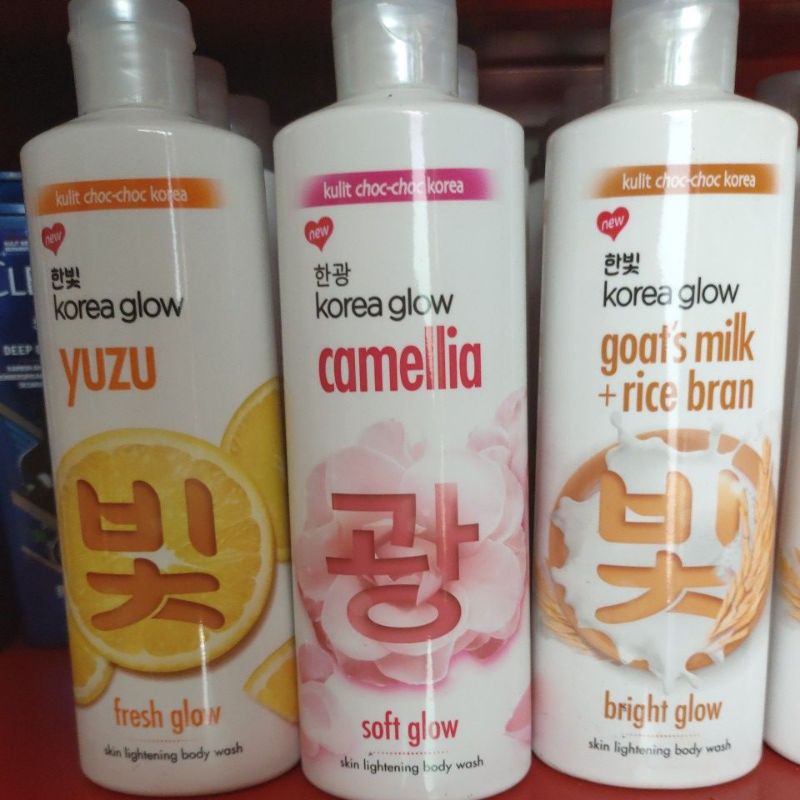 kulit choc-choc korea
new
한빛
korea glow
yuzu
빛
fresh glow
skin lightening body wash
kulit choc-choc korea
new
한광
korea glow
camellia
광
soft glow
skin lightening body wash
kulit choc-choc korea
new
한빛
korea glow
goat's milk
+ rice bran
빛
bright glow
skin lightening body wash
DEEP